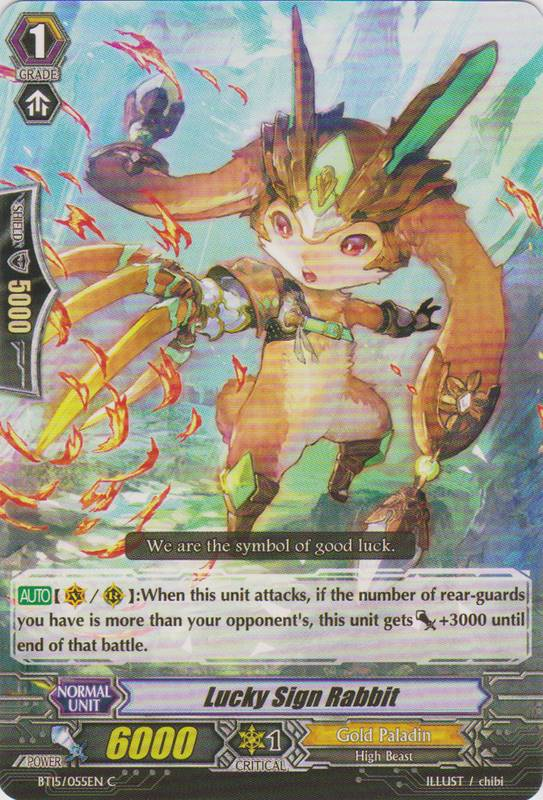 1
GRADE
SHIELD
5000
We are the symbol of good luck.
AUTO [ V / R ]:When this unit attacks, if the number of rear-guards
you have is more than your opponent's, this unit gets +3000 until
end of that battle.
NORMAL
UNIT
Lucky Sign Rabbit
POWER
6000
1
CRITICAL
Gold Paladin
High Beast
BT15/055EN C
ILLUST / chibi